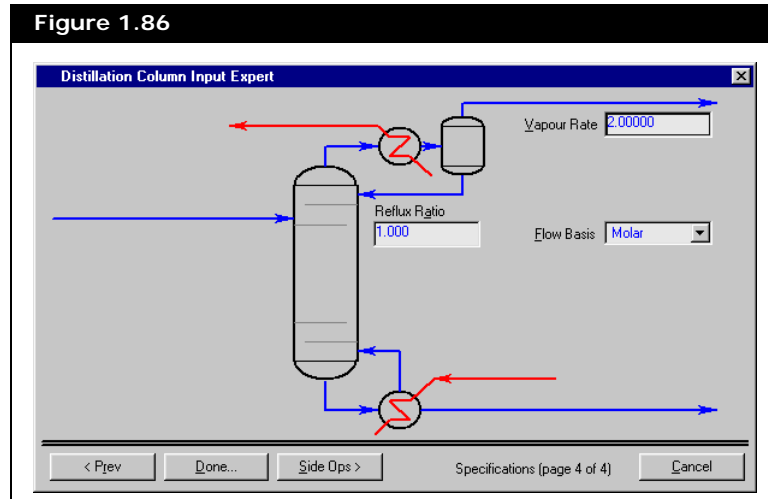 Figure 1.86
Distillation Column Input Expert
Vapour Rate 2.00000
Reflux Ratio
1.000
Flow Basis Molar
< Prev Done... Side Ops > Specifications (page 4 of 4) Cancel